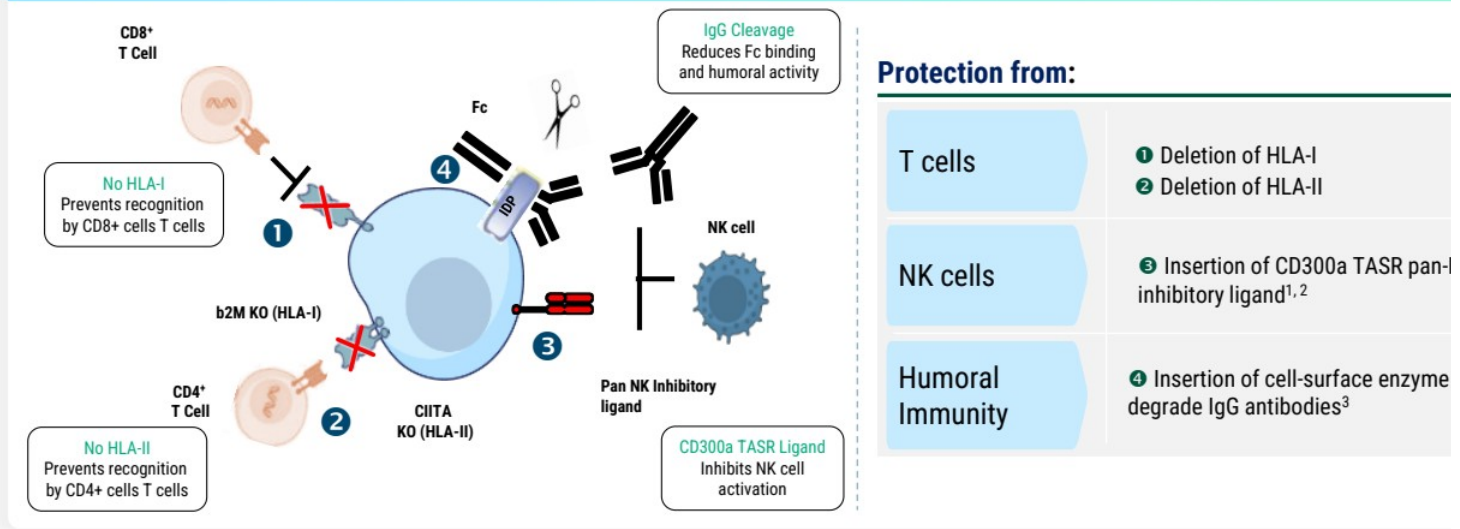 CD8⁺
T Cell
No HLA-I
Prevents recognition
by CD8+ cells T cells
❶
b2M KO (HLA-I)
CD4⁺
T Cell
❷
No HLA-II
Prevents recognition
by CD4+ cells T cells
CIITA
KO (HLA-II)
Fc
❹
IDP
IgG Cleavage
Reduces Fc binding
and humoral activity
NK cell
❸
Pan NK Inhibitory
ligand
CD300a TASR Ligand
Inhibits NK cell
activation
Protection from:
T cells
❶ Deletion of HLA-I
❷ Deletion of HLA-II
NK cells
❸ Insertion of CD300a TASR pan-
inhibitory ligand¹, ²
Humoral
Immunity
❹ Insertion of cell-surface enzyme
degrade IgG antibodies³